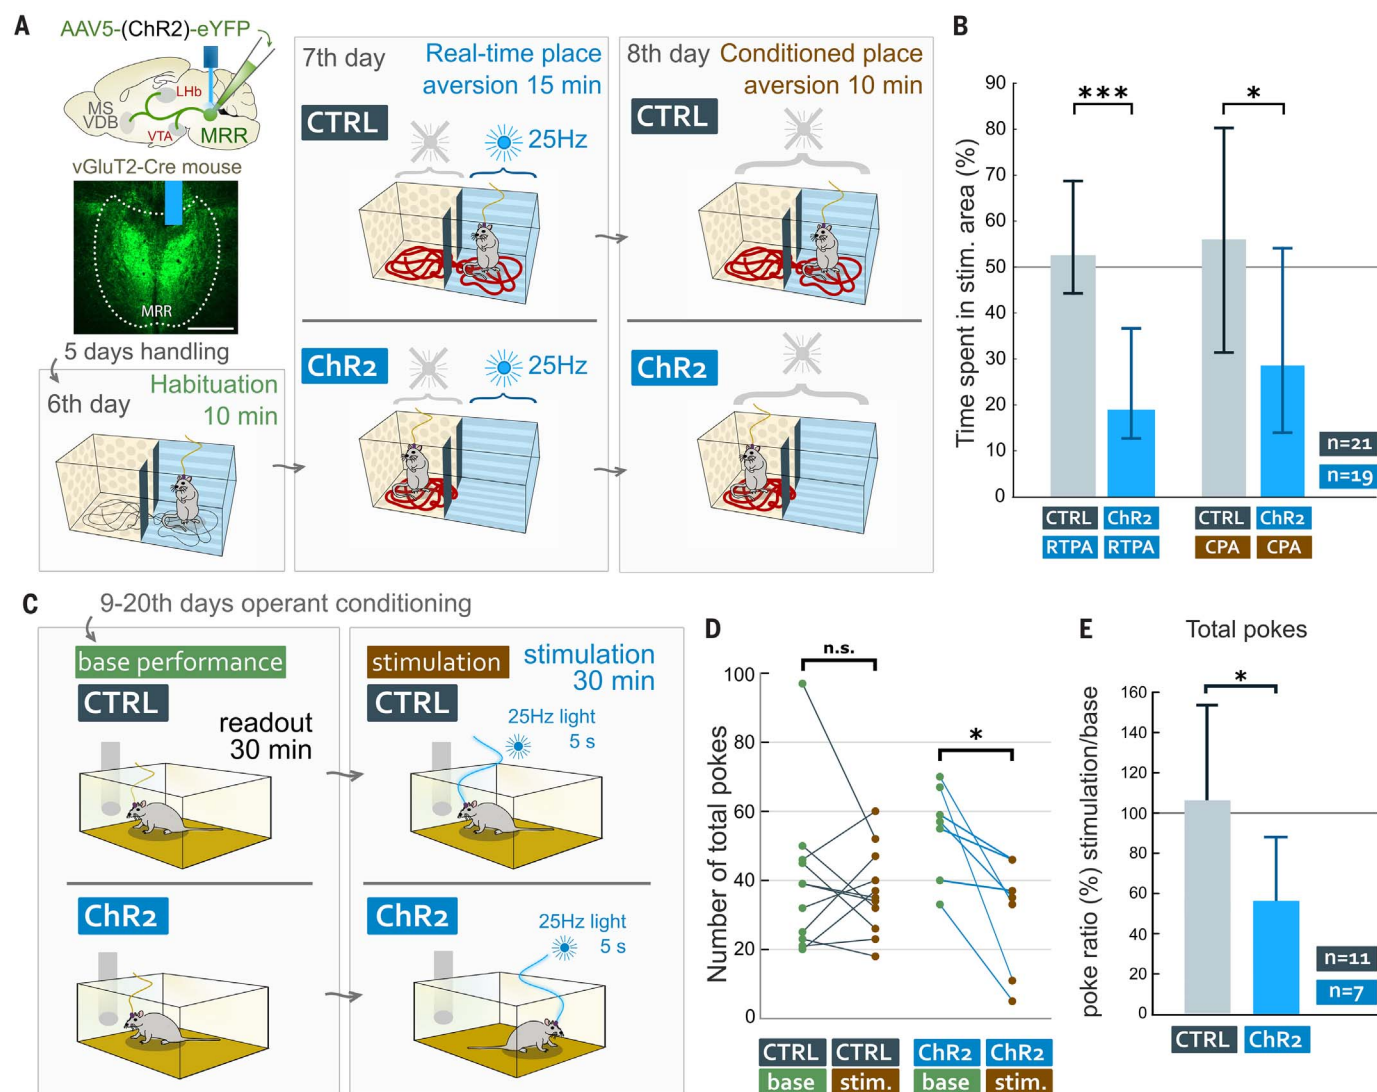 A
AAV5-(ChR2)-eYFP
LHb
MS
VDB
VTA
MRR
vGluT2-Cre mouse
MRR
5 days handling
6th day
Habituation
10 min
7th day
Real-time place
aversion 15 min
CTRL
25Hz
ChR2
25Hz
8th day
Conditioned place
aversion 10 min
CTRL
ChR2
B
Time spent in stim. area (%)
90
80
70
60
50
40
30
20
10
0
***
*
n=21
n=19
CTRL ChR2 CTRL ChR2
RTPA RTPA CPA CPA
C
9-20th days operant conditioning
base performance
CTRL
readout
30 min
ChR2
stimulation
stimulation
30 min
CTRL
25Hz light
5 s
ChR2
25Hz light
5 s
D
Number of total pokes
100
80
60
40
20
0
n.s.
*
CTRL CTRL ChR2 ChR2
base stim. base stim.
E
Total pokes
poke ratio (%) stimulation/base
160
140
120
100
80
60
40
20
0
*
n=11
n=7
CTRL ChR2